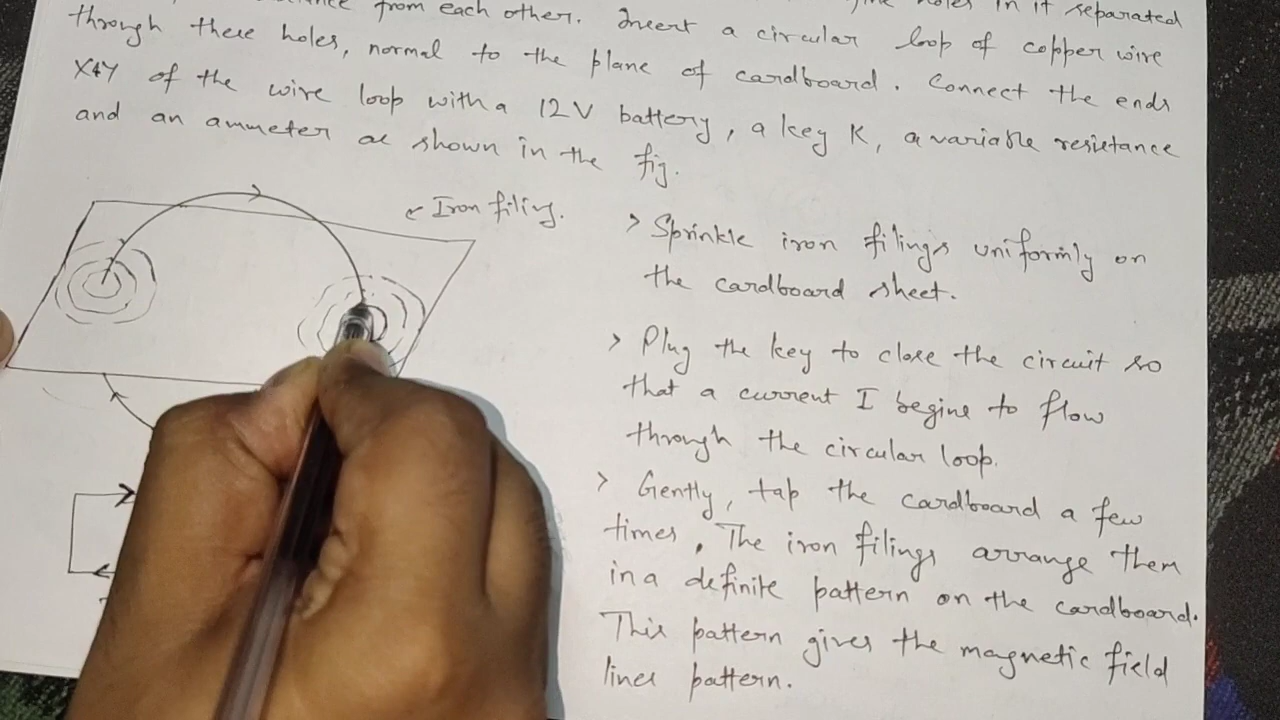 from each other. Insert a circular loop of copper wire
through these holes, normal to the plane of cardboard. Connect the ends
X&Y of the wire loop with a 12V battery, a key K, a variable resistance
and an ammeter as shown in the fig.
Iron filing.
> Sprinkle iron filings uniformly on
the cardboard sheet.
> Plug the key to close the circuit so
that a current I begins to flow
through the circular loop.
> Gently, tap the cardboard a few
times. The iron filings arrange them
in a definite pattern on the cardboard.
This pattern gives the magnetic field
lines pattern.